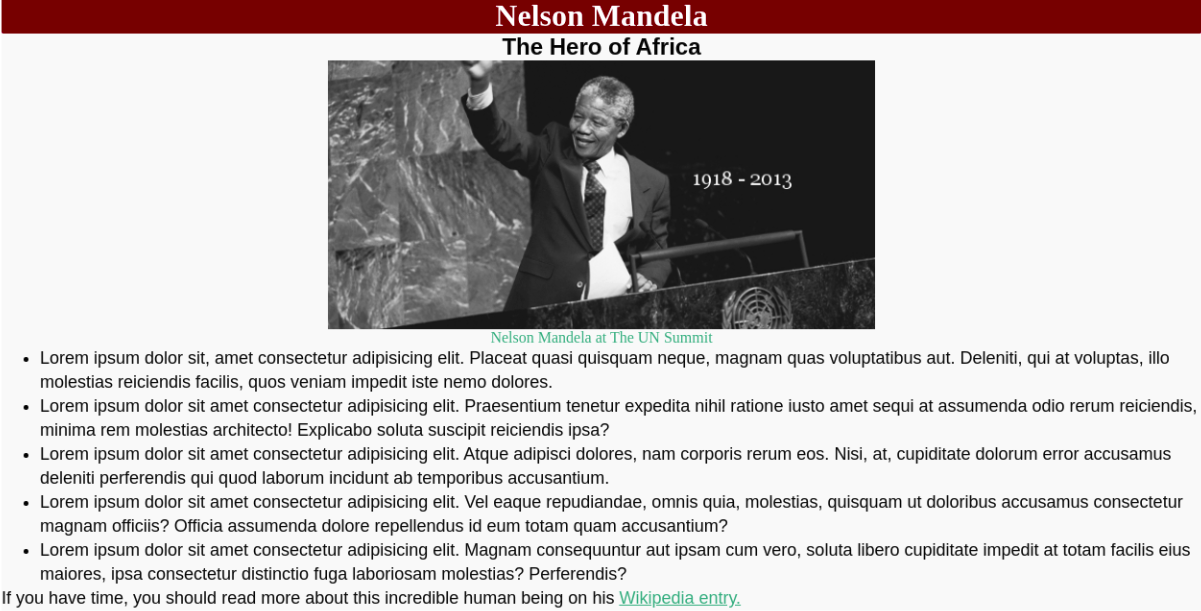 Nelson Mandela
The Hero of Africa
1918 - 2013
Nelson Mandela at The UN Summit
• Lorem ipsum dolor sit, amet consectetur adipisicing elit. Placeat quasi quisquam neque, magnam quas voluptatibus aut. Deleniti, qui at voluptas, illo
molestias reiciendis facilis, quos veniam impedit iste nemo dolores.
• Lorem ipsum dolor sit amet consectetur adipisicing elit. Praesentium tenetur expedita nihil ratione iusto amet sequi at assumenda odio rerum reiciendis,
minima rem molestias architecto! Explicabo soluta suscipit reiciendis ipsa?
• Lorem ipsum dolor sit amet consectetur adipisicing elit. Atque adipisci dolores, nam corporis rerum eos. Nisi, at, cupiditate dolorum error accusamus
deleniti perferendis qui quod laborum incidunt ab temporibus accusantium.
• Lorem ipsum dolor sit amet consectetur adipisicing elit. Vel eaque repudiandae, omnis quia, molestias, quisquam ut doloribus accusamus consectetur
magnam officiis? Officia assumenda dolore repellendus id eum totam quam accusantium?
• Lorem ipsum dolor sit amet consectetur adipisicing elit. Magnam consequuntur aut ipsam cum vero, soluta libero cupiditate impedit at totam facilis eius
maiores, ipsa consectetur distinctio fuga laboriosam molestias? Perferendis?
If you have time, you should read more about this incredible human being on his Wikipedia entry.